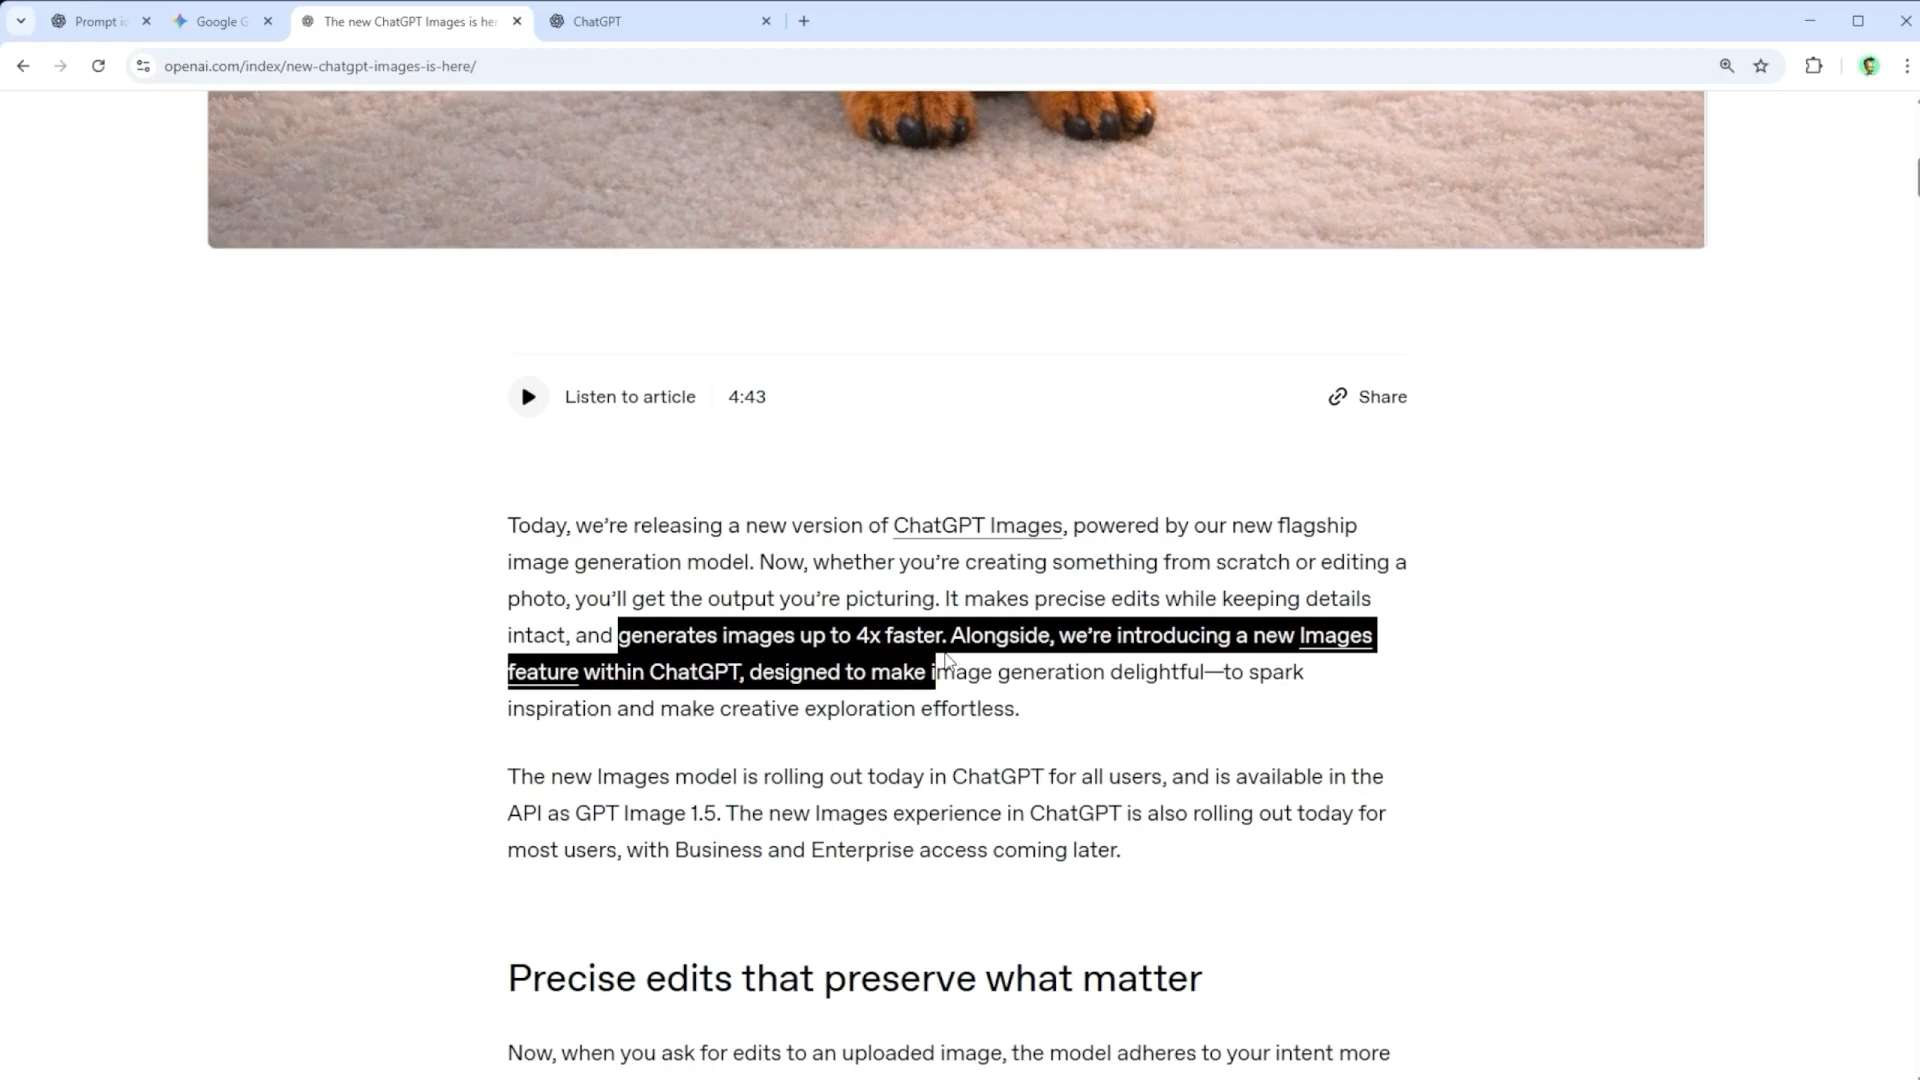 Prompt i
Google G
The new ChatGPT Images is her
ChatGPT
openai.com/index/new-chatgpt-images-is-here/
Listen to article
4:43
Share
Today, we’re releasing a new version of ChatGPT Images, powered by our new flagship
image generation model. Now, whether you’re creating something from scratch or editing a
photo, you’ll get the output you’re picturing. It makes precise edits while keeping details
intact, and generates images up to 4x faster. Alongside, we’re introducing a new Images
feature within ChatGPT, designed to make image generation delightful—to spark
inspiration and make creative exploration effortless.
The new Images model is rolling out today in ChatGPT for all users, and is available in the
API as GPT Image 1.5. The new Images experience in ChatGPT is also rolling out today for
most users, with Business and Enterprise access coming later.
Precise edits that preserve what matter
Now, when you ask for edits to an uploaded image, the model adheres to your intent more